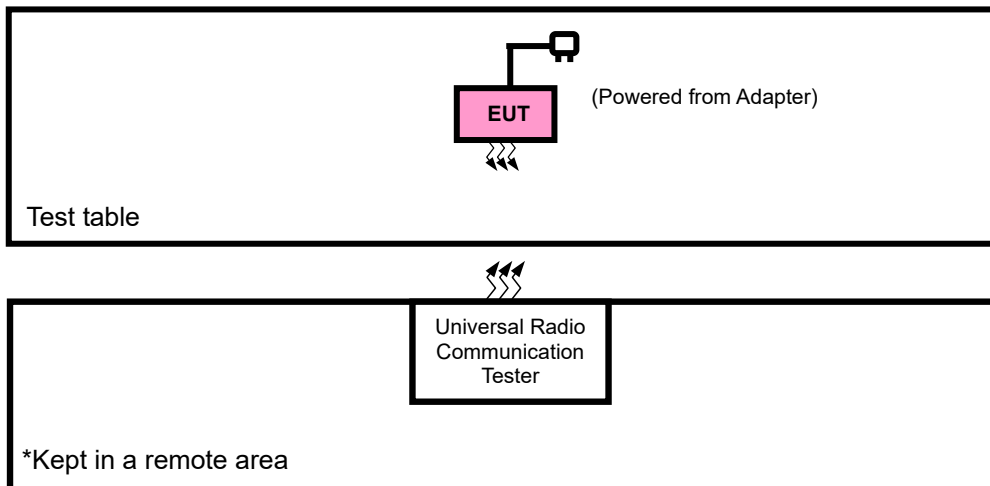 (Powered from Adapter)
EUT
Test table
Universal Radio
Communication
Tester
*Kept in a remote area